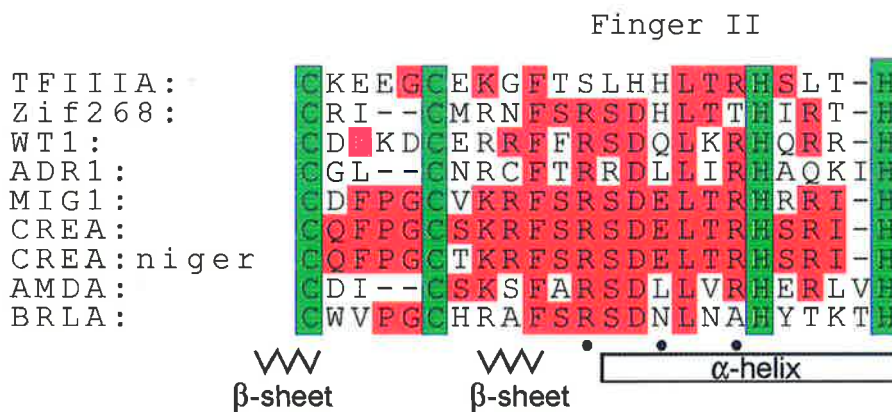 Finger II
TFIIIA: CKEEGCEKGFTSLHHLTRHSLT-H
Zif268: CRI--CMRNFSRSDHLTTHIRT-H
WT1: CD KDCERRFFRSDQLKRHQRR-H
ADR1: CGL--CNRCFTRRDLLIRHAQKIH
MIG1: CDFPGCVKRFSRSDELTRHRRI-H
CREA: CQFPGCSKRFSRSDELTRHSRI-H
CREA:niger CQFPGCTKRFSRSDELTRHSRI-H
AMDA: CDI--CSKSFARSDLLVRHERLVH
BRLA: CWVPGCHRAFSRSDNLNAHYTKTH
β-sheet β-sheet α-helix